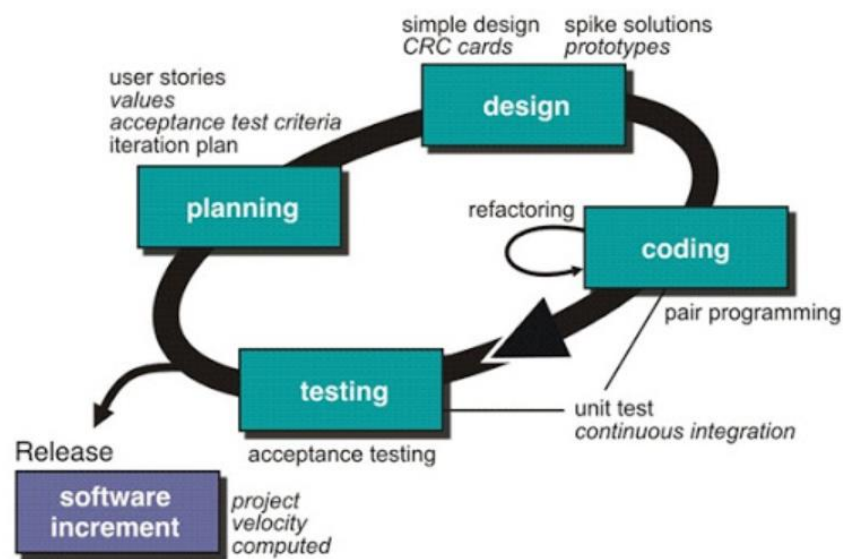 simple design
CRC cards
spike solutions
prototypes
user stories
values
acceptance test criteria
iteration plan
design
planning
refactoring
coding
pair programming
testing
unit test
continuous integration
acceptance testing
Release
software
increment
project
velocity
computed